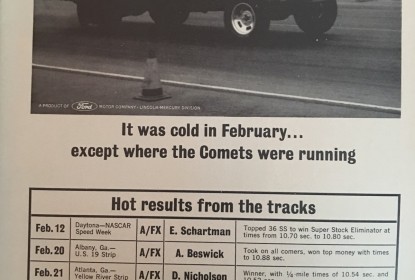 A PRODUCT OF Ford MOTOR COMPANY • LINCOLN-MERCURY DIVISION
It was cold in February...
except where the Comets were running
Hot results from the tracks
Feb. 12 Daytona—NASCAR Speed Week A/FX E. Schartman Topped 36 SS to win Super Stock Eliminator at
times from 10.70 sec. to 10.80 sec.
Feb. 20 Albany, Ga.— U.S. 19 Strip A/FX A. Beswick Took on all comers, won top money with times
to 10.88 sec.
Feb. 21 Atlanta, Ga.— Yellow River Strip A/FX D. Nicholson Winner, with ¼-mile times of 10.54 sec. and